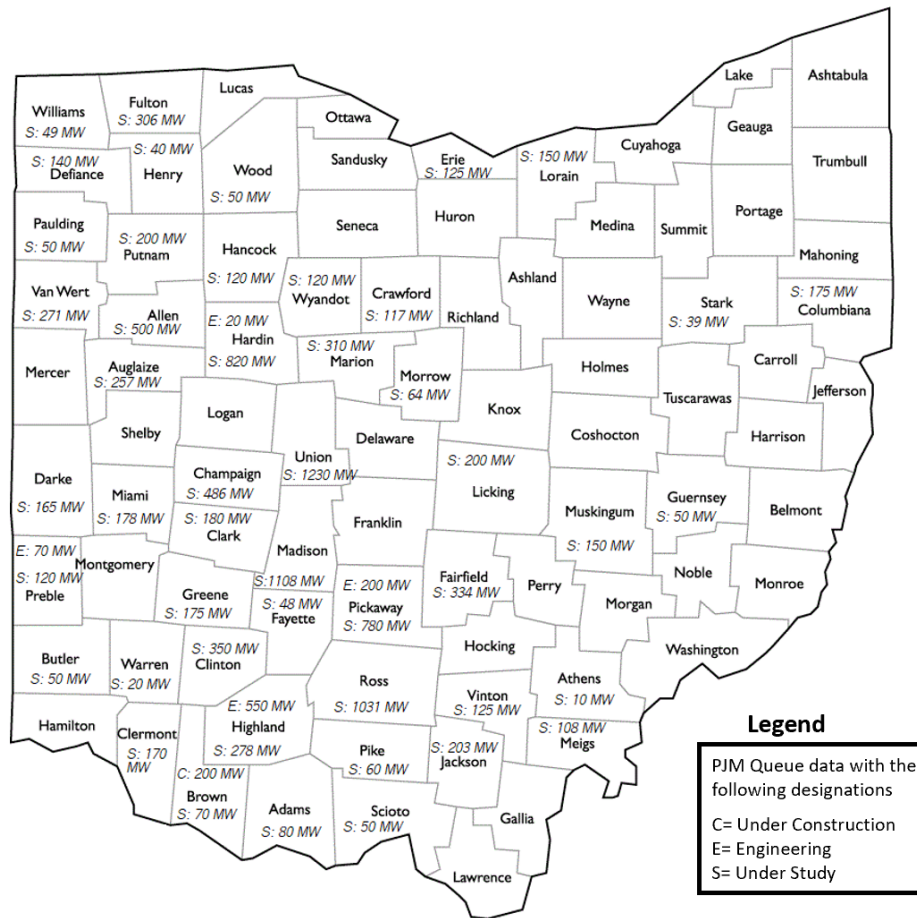 Lake
Ashtabula
Lucas
Fulton
S: 306 MW
Williams
S: 49 MW
Ottawa
Geauga
Cuyahoga
S: 40 MW
Henry
S: 140 MW
Defiance
Wood
S: 50 MW
Sandusky
Erie
S: 125 MW
S: 150 MW
Lorain
Trumbull
Paulding
S: 50 MW
S: 200 MW
Putnam
Hancock
S: 120 MW
Seneca
Huron
Medina
Summit
Portage
Mahoning
Van Wert
S: 271 MW
Allen
S: 500 MW
S: 120 MW
Wyandot
Crawford
S: 117 MW
Richland
Ashland
Wayne
Stark
S: 39 MW
S: 175 MW
Columbiana
E: 20 MW
Hardin
S: 820 MW
S: 310 MW
Marion
Mercer
Auglaize
S: 257 MW
Morrow
S: 64 MW
Holmes
Carroll
Jefferson
Tuscarawas
Logan
Knox
Shelby
Union
S: 1230 MW
Delaware
Coshocton
Harrison
Darke
S: 165 MW
Miami
S: 178 MW
Champaign
S: 486 MW
S: 200 MW
Licking
Guernsey
S: 50 MW
Belmont
S: 180 MW
Clark
Franklin
Muskingum
S: 150 MW
E: 70 MW
S: 120 MW
Preble
Montgomery
Madison
S:1108 MW
Greene
S: 175 MW
S: 48 MW
Fayette
E: 200 MW
Pickaway
S: 780 MW
Fairfield
S: 334 MW
Perry
Morgan
Noble
Monroe
Washington
Hocking
Butler
S: 50 MW
Warren
S: 20 MW
S: 350 MW
Clinton
Ross
S: 1031 MW
Vinton
S: 125 MW
Athens
S: 10 MW
S: 108 MW
Meigs
Hamilton
Clermont
S: 170
MW
E: 550 MW
Highland
S: 278 MW
Pike
S: 60 MW
S: 203 MW
Jackson
C: 200 MW
Brown
S: 70 MW
Adams
S: 80 MW
Scioto
S: 50 MW
Gallia
Lawrence
Legend
PJM Queue data with the
following designations
C= Under Construction
E= Engineering
S= Under Study